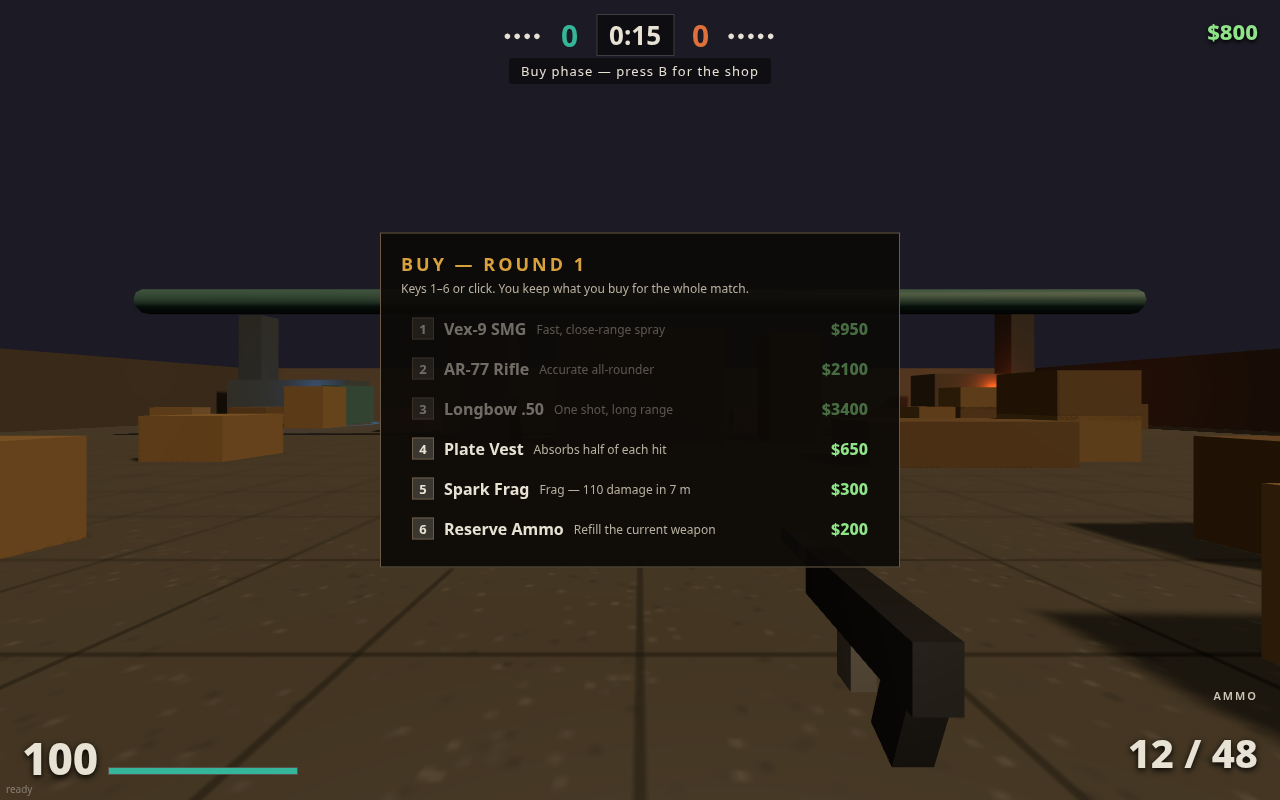 •••• 0 0:15 0 •••••
$800
Buy phase — press B for the shop
BUY — ROUND 1
Keys 1–6 or click. You keep what you buy for the whole match.
1 Vex-9 SMG Fast, close-range spray $950
2 AR-77 Rifle Accurate all-rounder $2100
3 Longbow .50 One shot, long range $3400
4 Plate Vest Absorbs half of each hit $650
5 Spark Frag Frag — 110 damage in 7 m $300
6 Reserve Ammo Refill the current weapon $200
AMMO
100
12 / 48
ready